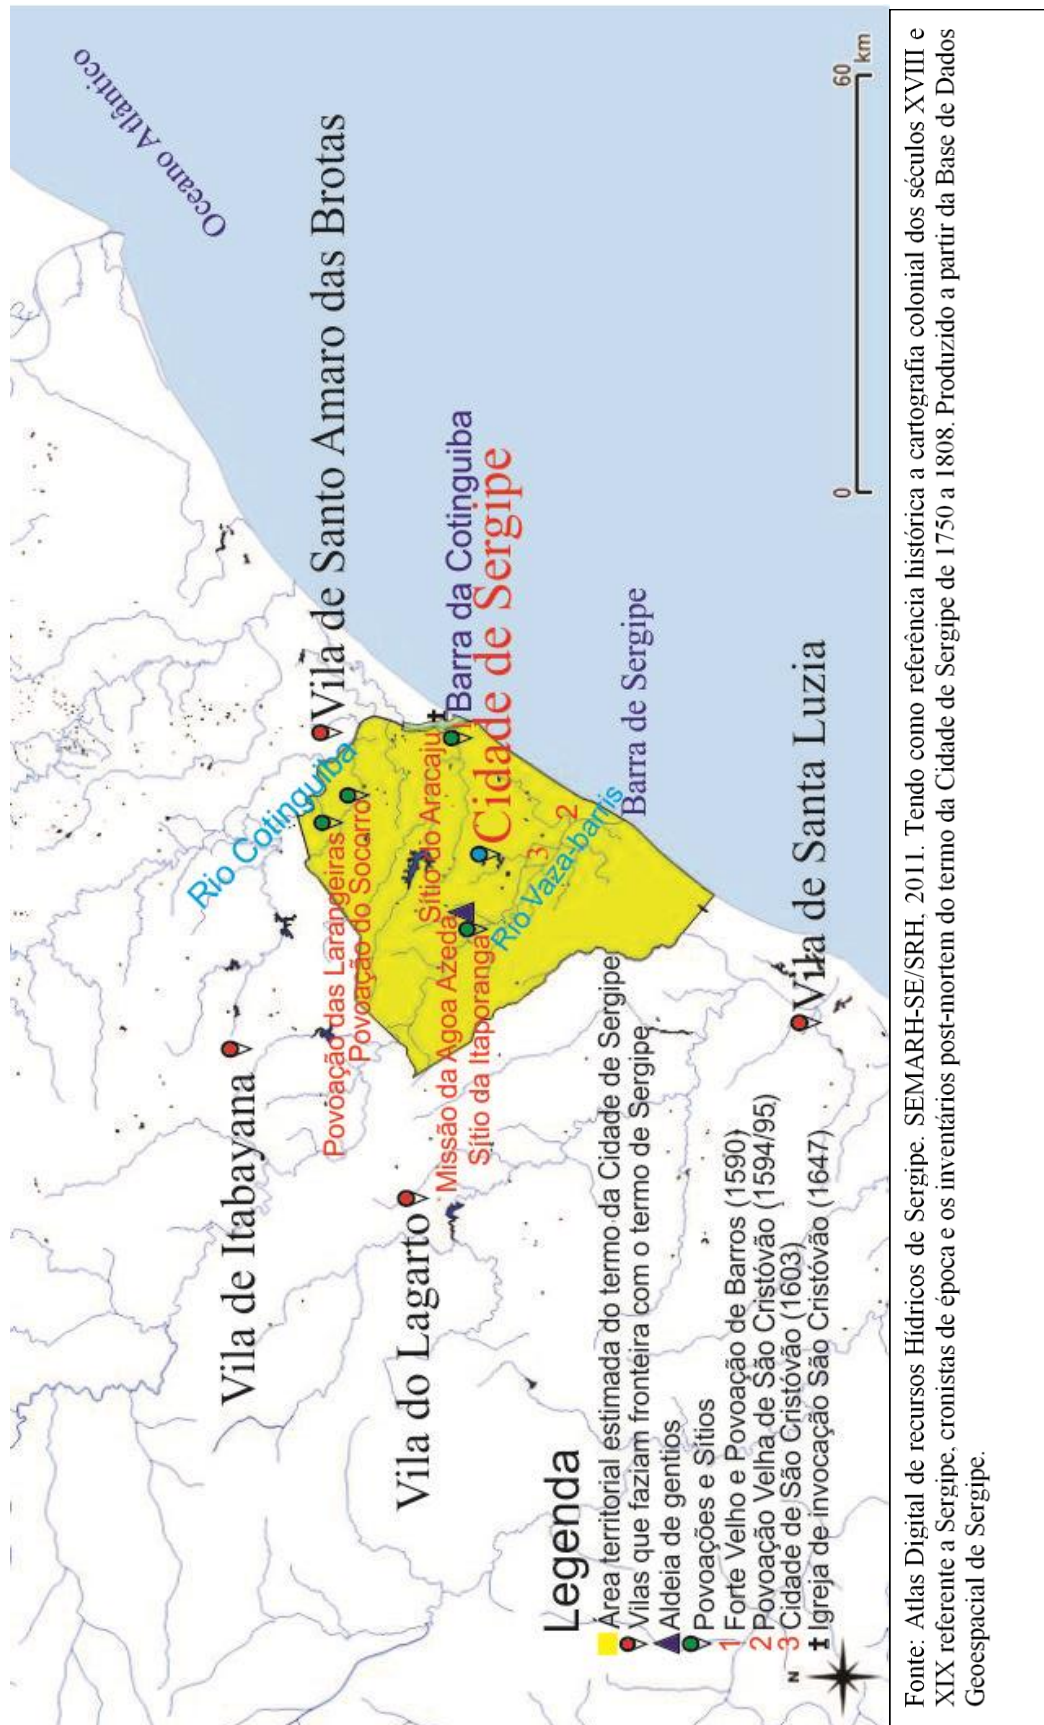 Oceano Atlântico
Vila de Santo Amaro das Brotas
Rio Cotinguiba
Vila de Itabayana
Povoação das Larangeiras
Povoação do Socorro
Vila do Lagarto
Sítio do Aracaju
1
Barra da Cotinguiba
Missão da Agoa Azeda
Cidade de Sergipe
Sítio da Itaporanga
3
2
Rio Vaza-barris
Barra de Sergipe
Vila de Santa Luzia
0 60
km
Legenda
Área territorial estimada do termo da Cidade de Sergipe
Vilas que faziam fronteira com o termo de Sergipe
Aldeia de gentios
Povoações e Sítios
1 Forte Velho e Povoação de Barros (1590)
2 Povoação Velha de São Cristóvão (1594/95)
3 Cidade de São Cristóvão (1603)
Igreja de invocação São Cristóvão (1647)
N
Fonte: Atlas Digital de recursos Hídricos de Sergipe. SEMARH-SE/SRH, 2011. Tendo como referência histórica a cartografia colonial dos séculos XVIII e
XIX referente a Sergipe, cronistas de época e os inventários post-mortem do termo da Cidade de Sergipe de 1750 a 1808. Produzido a partir da Base de Dados
Geoespacial de Sergipe.